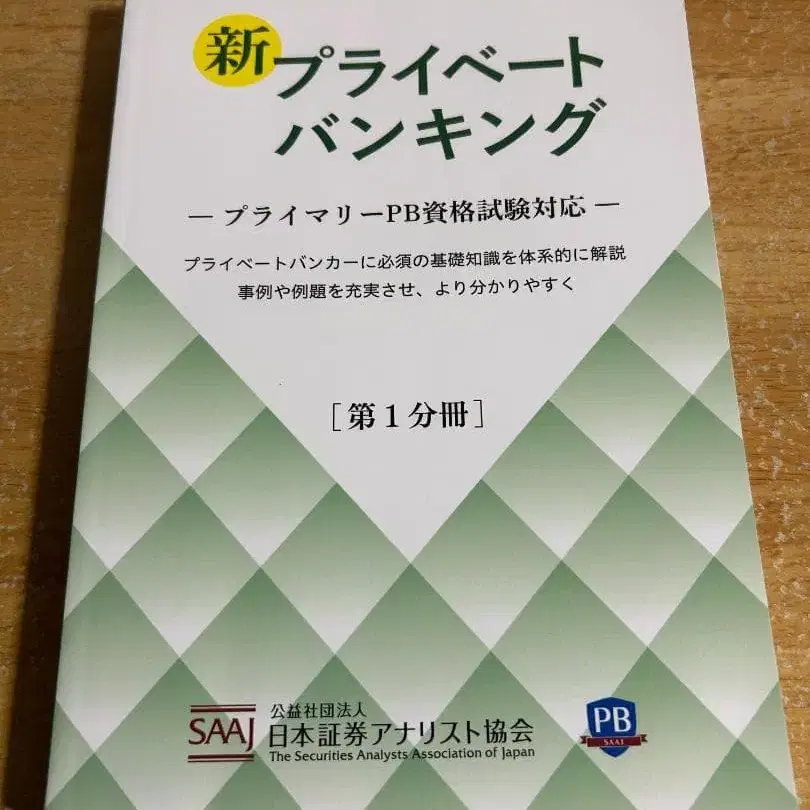 新プライベート
バンキング
― プライマリーPB資格試験対応 ―
プライベートバンカーに必須の基礎知識を体系的に解説
事例や例題を充実させ、より分かりやすく
［第1分冊］
SAAJ
公益社団法人
日本証券アナリスト協会
The Securities Analysts Association of Japan
PB
SAAJ